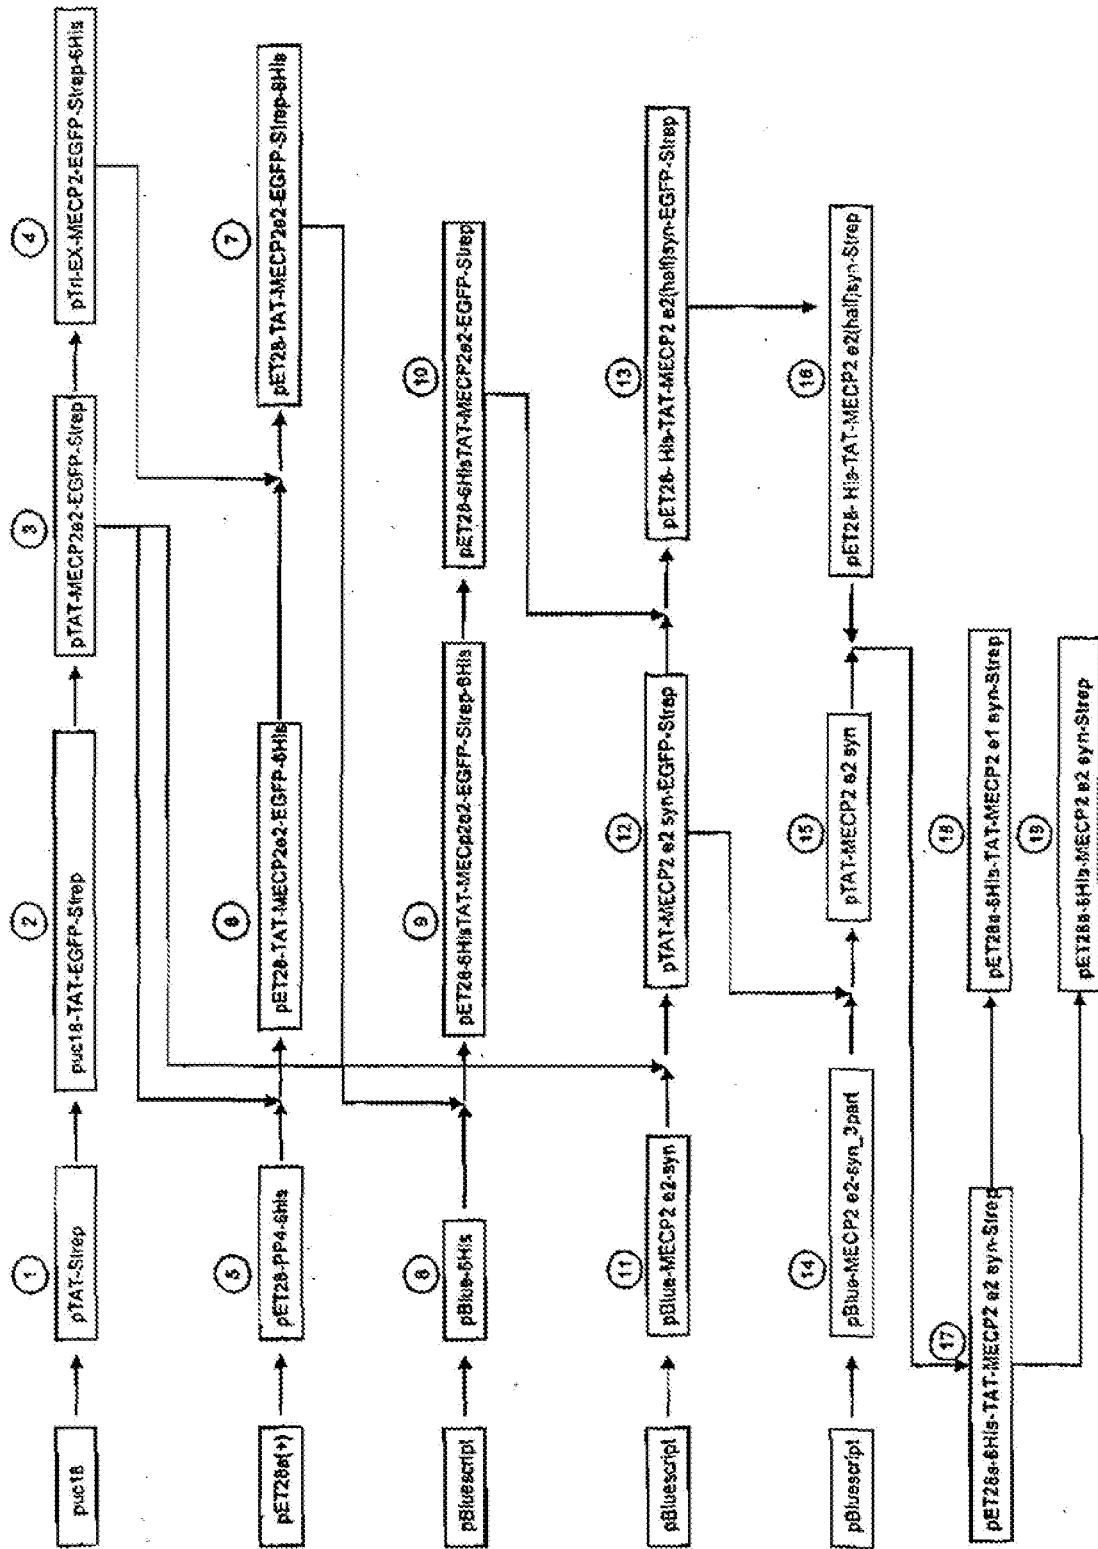 1
2
3
4
puc18
pTAT-Strep
puc18-TAT-EGFP-Strep
pTAT-MECP2e2-EGFP-Strep
pTri-EX-MECP2-EGFP-Strep-6His
5
6
7
pET28a(+)
pET28-PP4-6his
pET28-TAT-MECP2e2-EGFP-6His
pET28-TAT-MECP2e2-EGFP-Strep-6His
8
9
10
pBluescript
pBlue-6His
pET28-6HisTAT-MECp2e2-EGFP-Strep-6His
pET28-6HisTAT-MECP2e2-EGFP-Strep
11
12
13
pBluescript
pBlue-MECP2 e2-syn
pTAT-MECP2 e2 syn-EGFP-Strep
pET28- His-TAT-MECP2 e2(half)syn-EGFP-Strep
14
15
16
pBluescript
pBlue-MECP2 e2-syn_3part
pTAT-MECP2 e2 syn
pET28- His-TAT-MECP2 e2(half)syn-Strep
17
18
pET28a-6His-TAT-MECP2 e2 syn-Strep
pET28a-6His-TAT-MECP2 e1 syn-Strep
19
pET28a-6His-MECP2 e2 syn-Strep